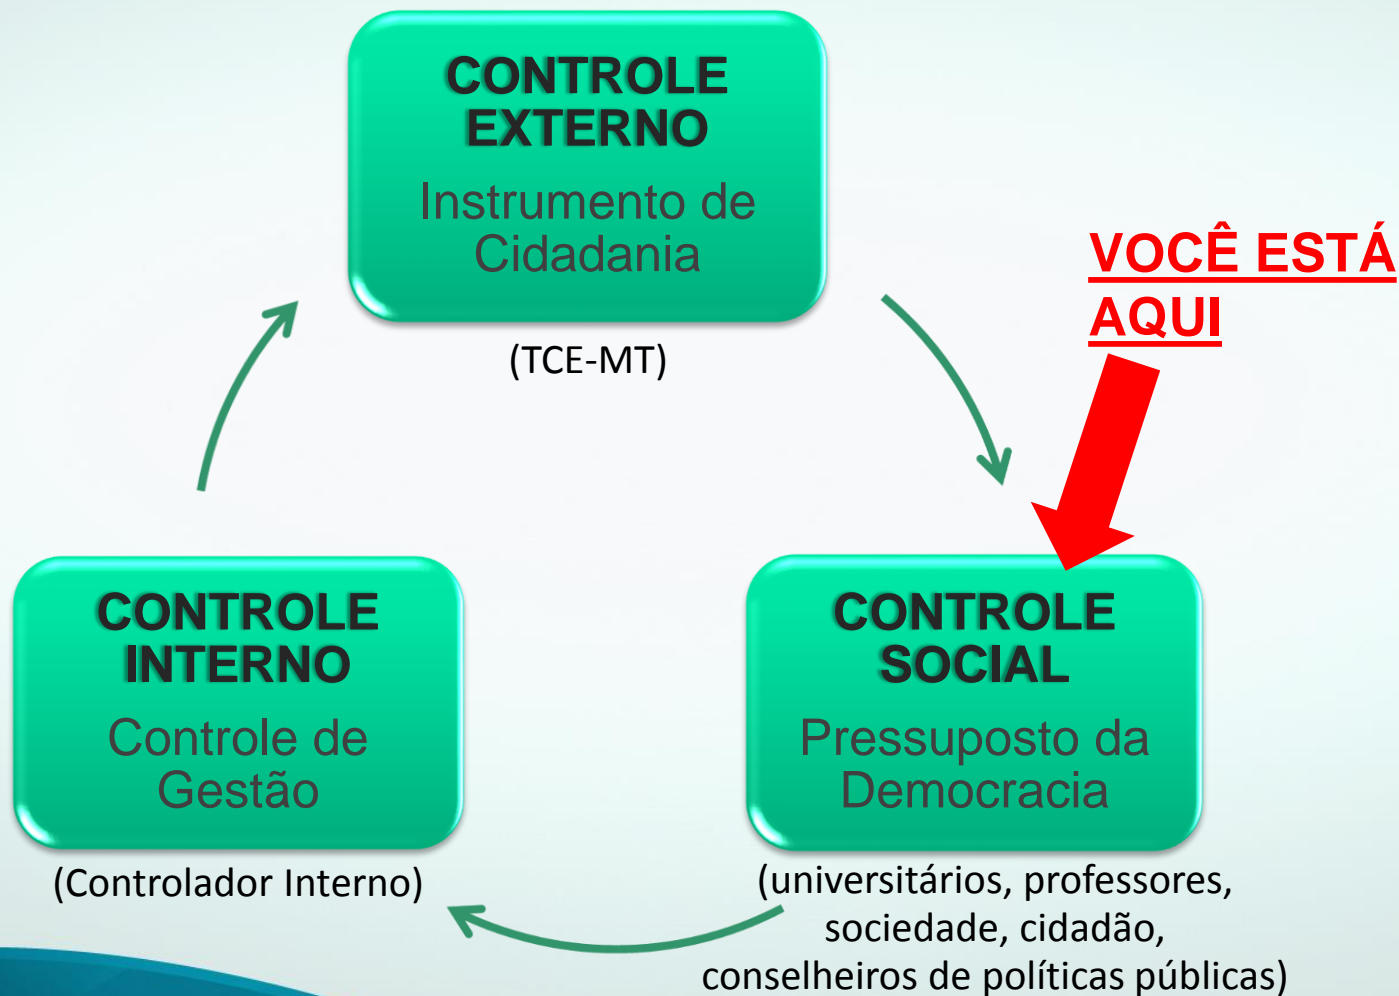 CONTROLE
EXTERNO
Instrumento de
Cidadania
(TCE-MT)
VOCÊ ESTÁ
AQUI
CONTROLE
INTERNO
Controle de
Gestão
(Controlador Interno)
CONTROLE
SOCIAL
Pressuposto da
Democracia
(universitários, professores,
sociedade, cidadão,
conselheiros de políticas públicas)